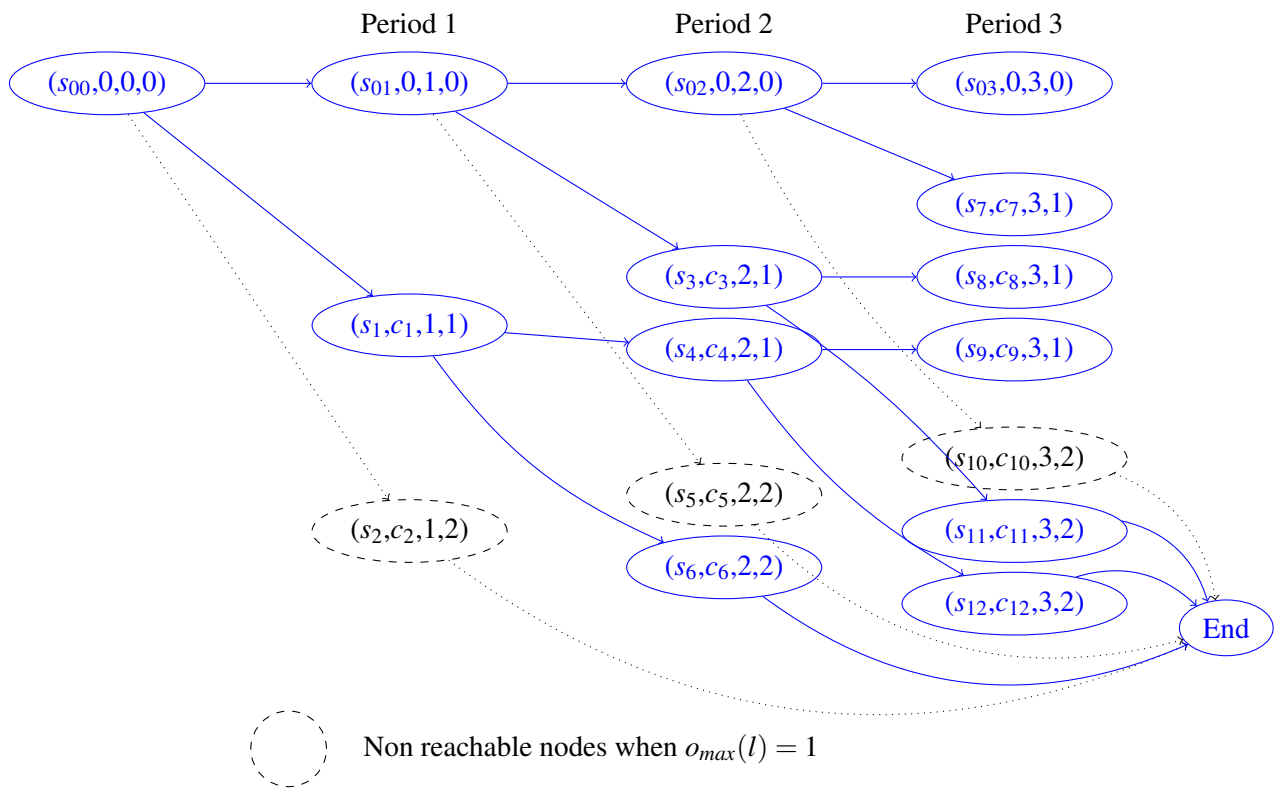 Period 1 Period 2 Period 3
(s₀₀,0,0,0) (s₀₁,0,1,0) (s₀₂,0,2,0) (s₀₃,0,3,0)
(s₇,c₇,3,1)
(s₃,c₃,2,1) (s₈,c₈,3,1)
(s₁,c₁,1,1) (s₄,c₄,2,1) (s₉,c₉,3,1)
(s₁₀,c₁₀,3,2)
(s₅,c₅,2,2)
(s₂,c₂,1,2) (s₁₁,c₁₁,3,2)
(s₆,c₆,2,2)
(s₁₂,c₁₂,3,2)
End
Non reachable nodes when oₘₐₓ(l) = 1